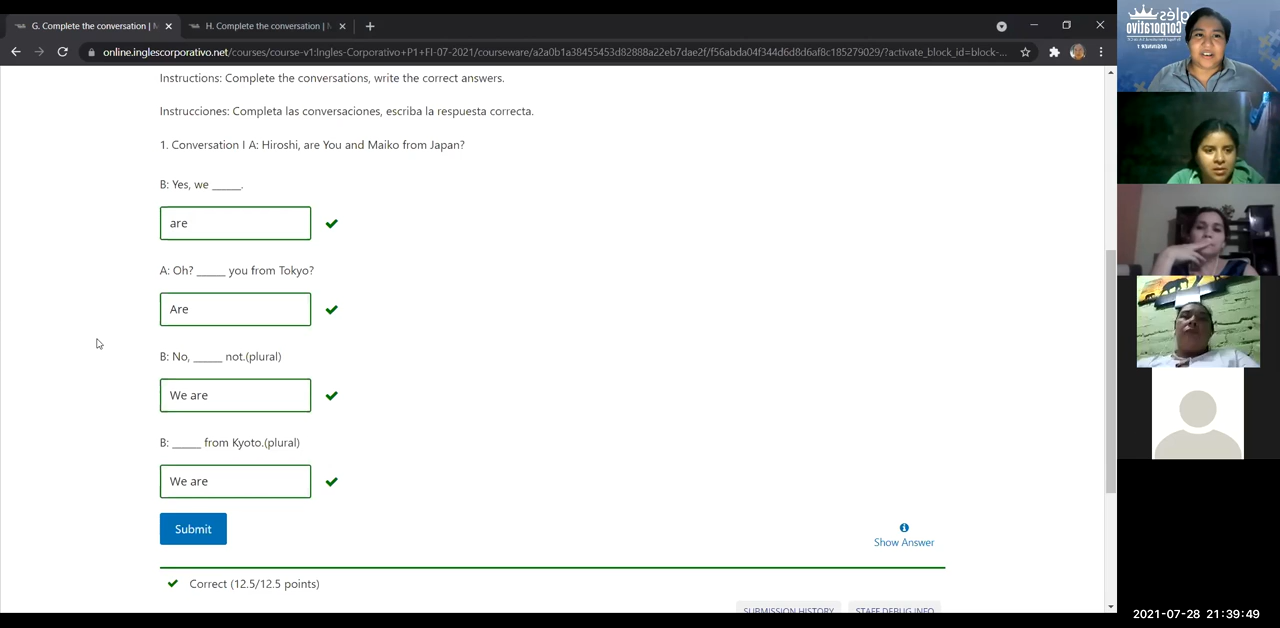 G. Complete the conversation | M
H. Complete the conversation | M
online.inglescorporativo.net/courses/course-v1:Ingles-Corporativo+P1+FI-07-2021/courseware/a2a0b1a38455453d82888a22eb7dae2f/f56abda04f344d6d8d6af8c185279029/?activate_block_id=block-...
Instructions: Complete the conversations, write the correct answers.
Instrucciones: Completa las conversaciones, escriba la respuesta correcta.
1. Conversation I A: Hiroshi, are You and Maiko from Japan?
B: Yes, we _____.
are
A: Oh? _____ you from Tokyo?
Are
B: No, _____ not.(plural)
We are
B: _____ from Kyoto.(plural)
We are
Submit
Show Answer
Correct (12.5/12.5 points)
SUBMISSION HISTORY
STAFF DEBUG INFO
Inglés
Corporativo
BEGINNER 1
2021-07-28 21:39:49